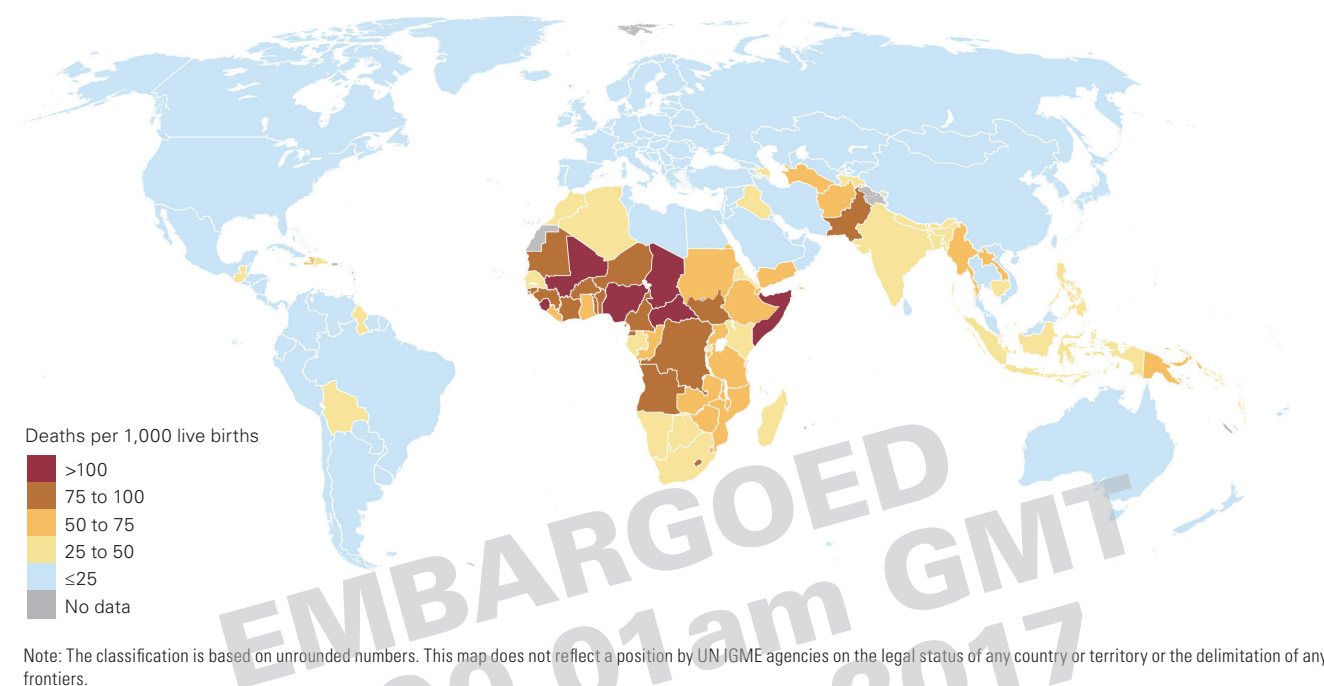 Deaths per 1,000 live births
>100
75 to 100
50 to 75
25 to 50
≤25
No data
EMBARGOED
01am GMT
2017
Note: The classification is based on unrounded numbers. This map does not reflect a position by UN IGME agencies on the legal status of any country or territory or the delimitation of any
frontiers.